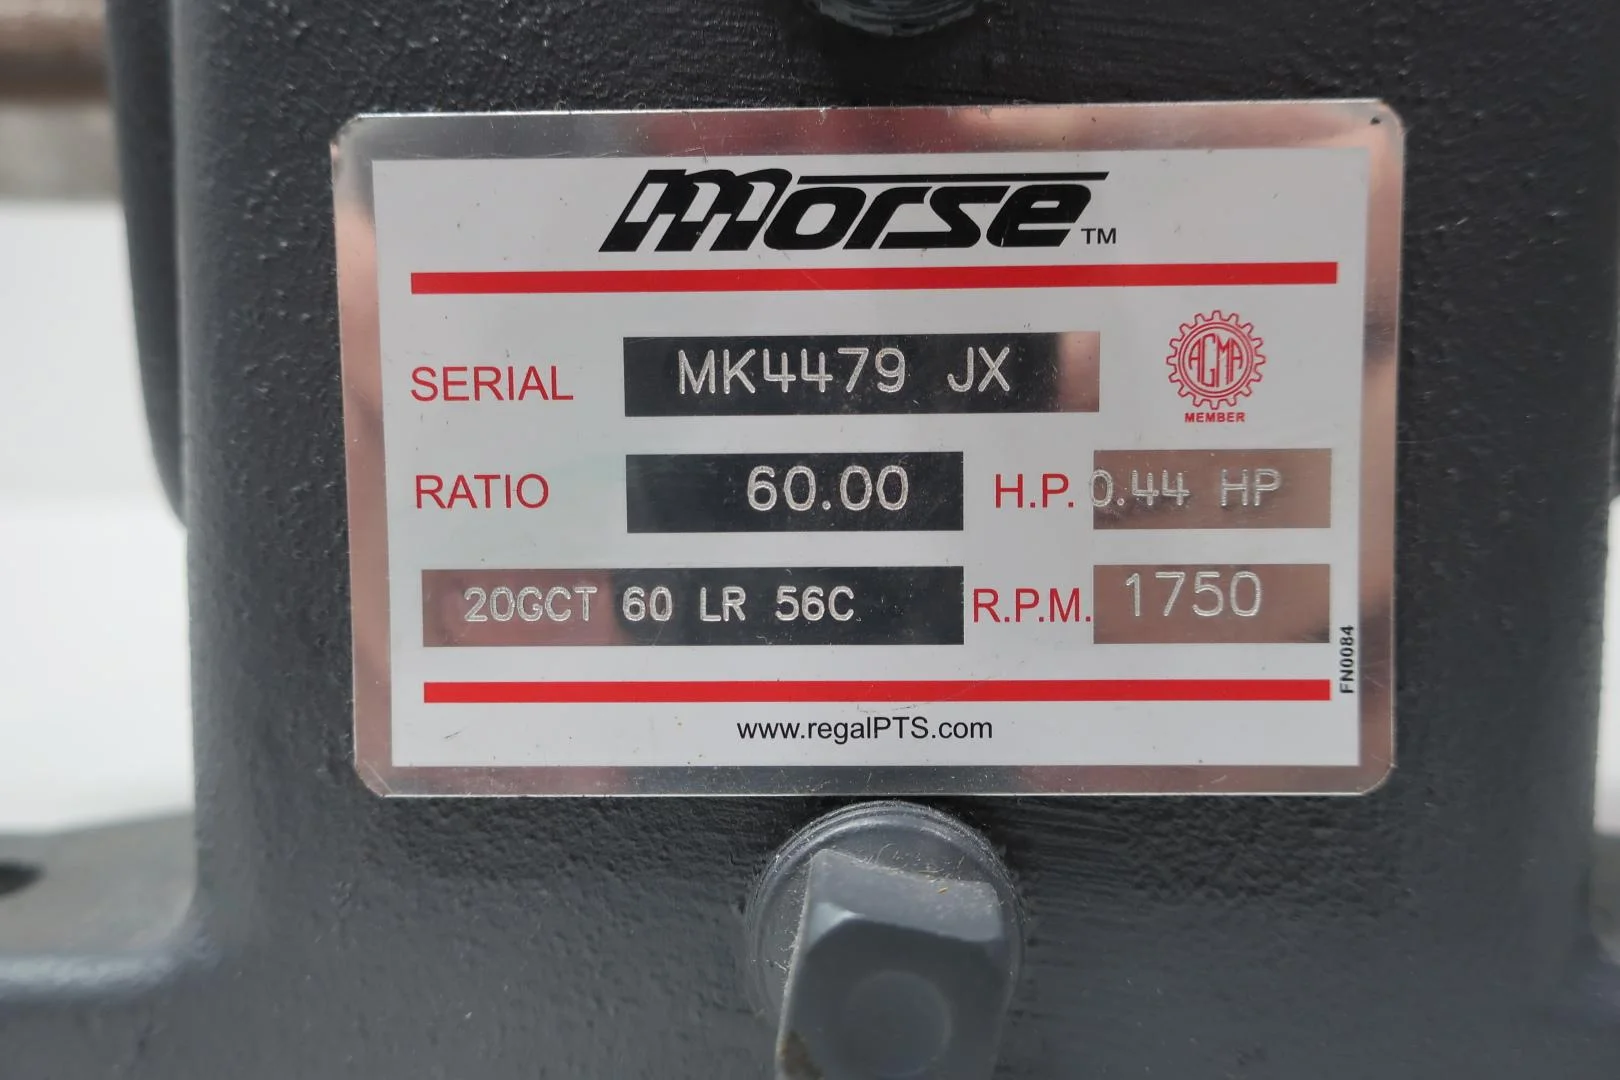 morse™
SERIAL MK4479 JX
AGMA
MEMBER
RATIO 60.00 H.P. 0.44 HP
20GCT 60 LR 56C R.P.M. 1750
FN0084
www.regalPTS.com